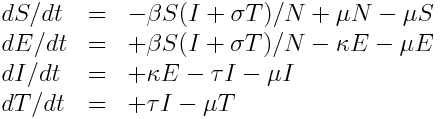 dS/dt = −βS(I + σT)/N + μN − μS
dE/dt = +βS(I + σT)/N − κE − μE
dI/dt = +κE − τI − μI
dT/dt = +τI − μT